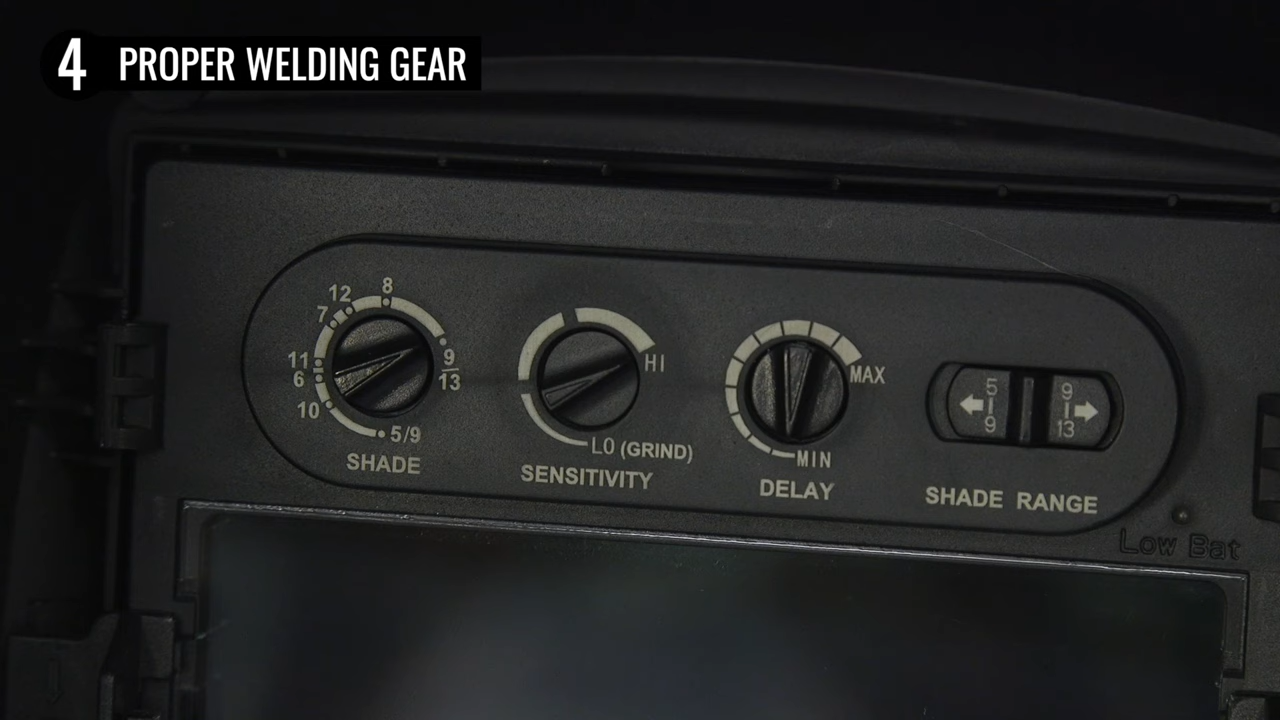 4 PROPER WELDING GEAR
8
12
7
11
6
10
9
13
5/9
SHADE
HI
LO (GRIND)
SENSITIVITY
MAX
MIN
DELAY
5
9
9
13
SHADE RANGE
Low Bat